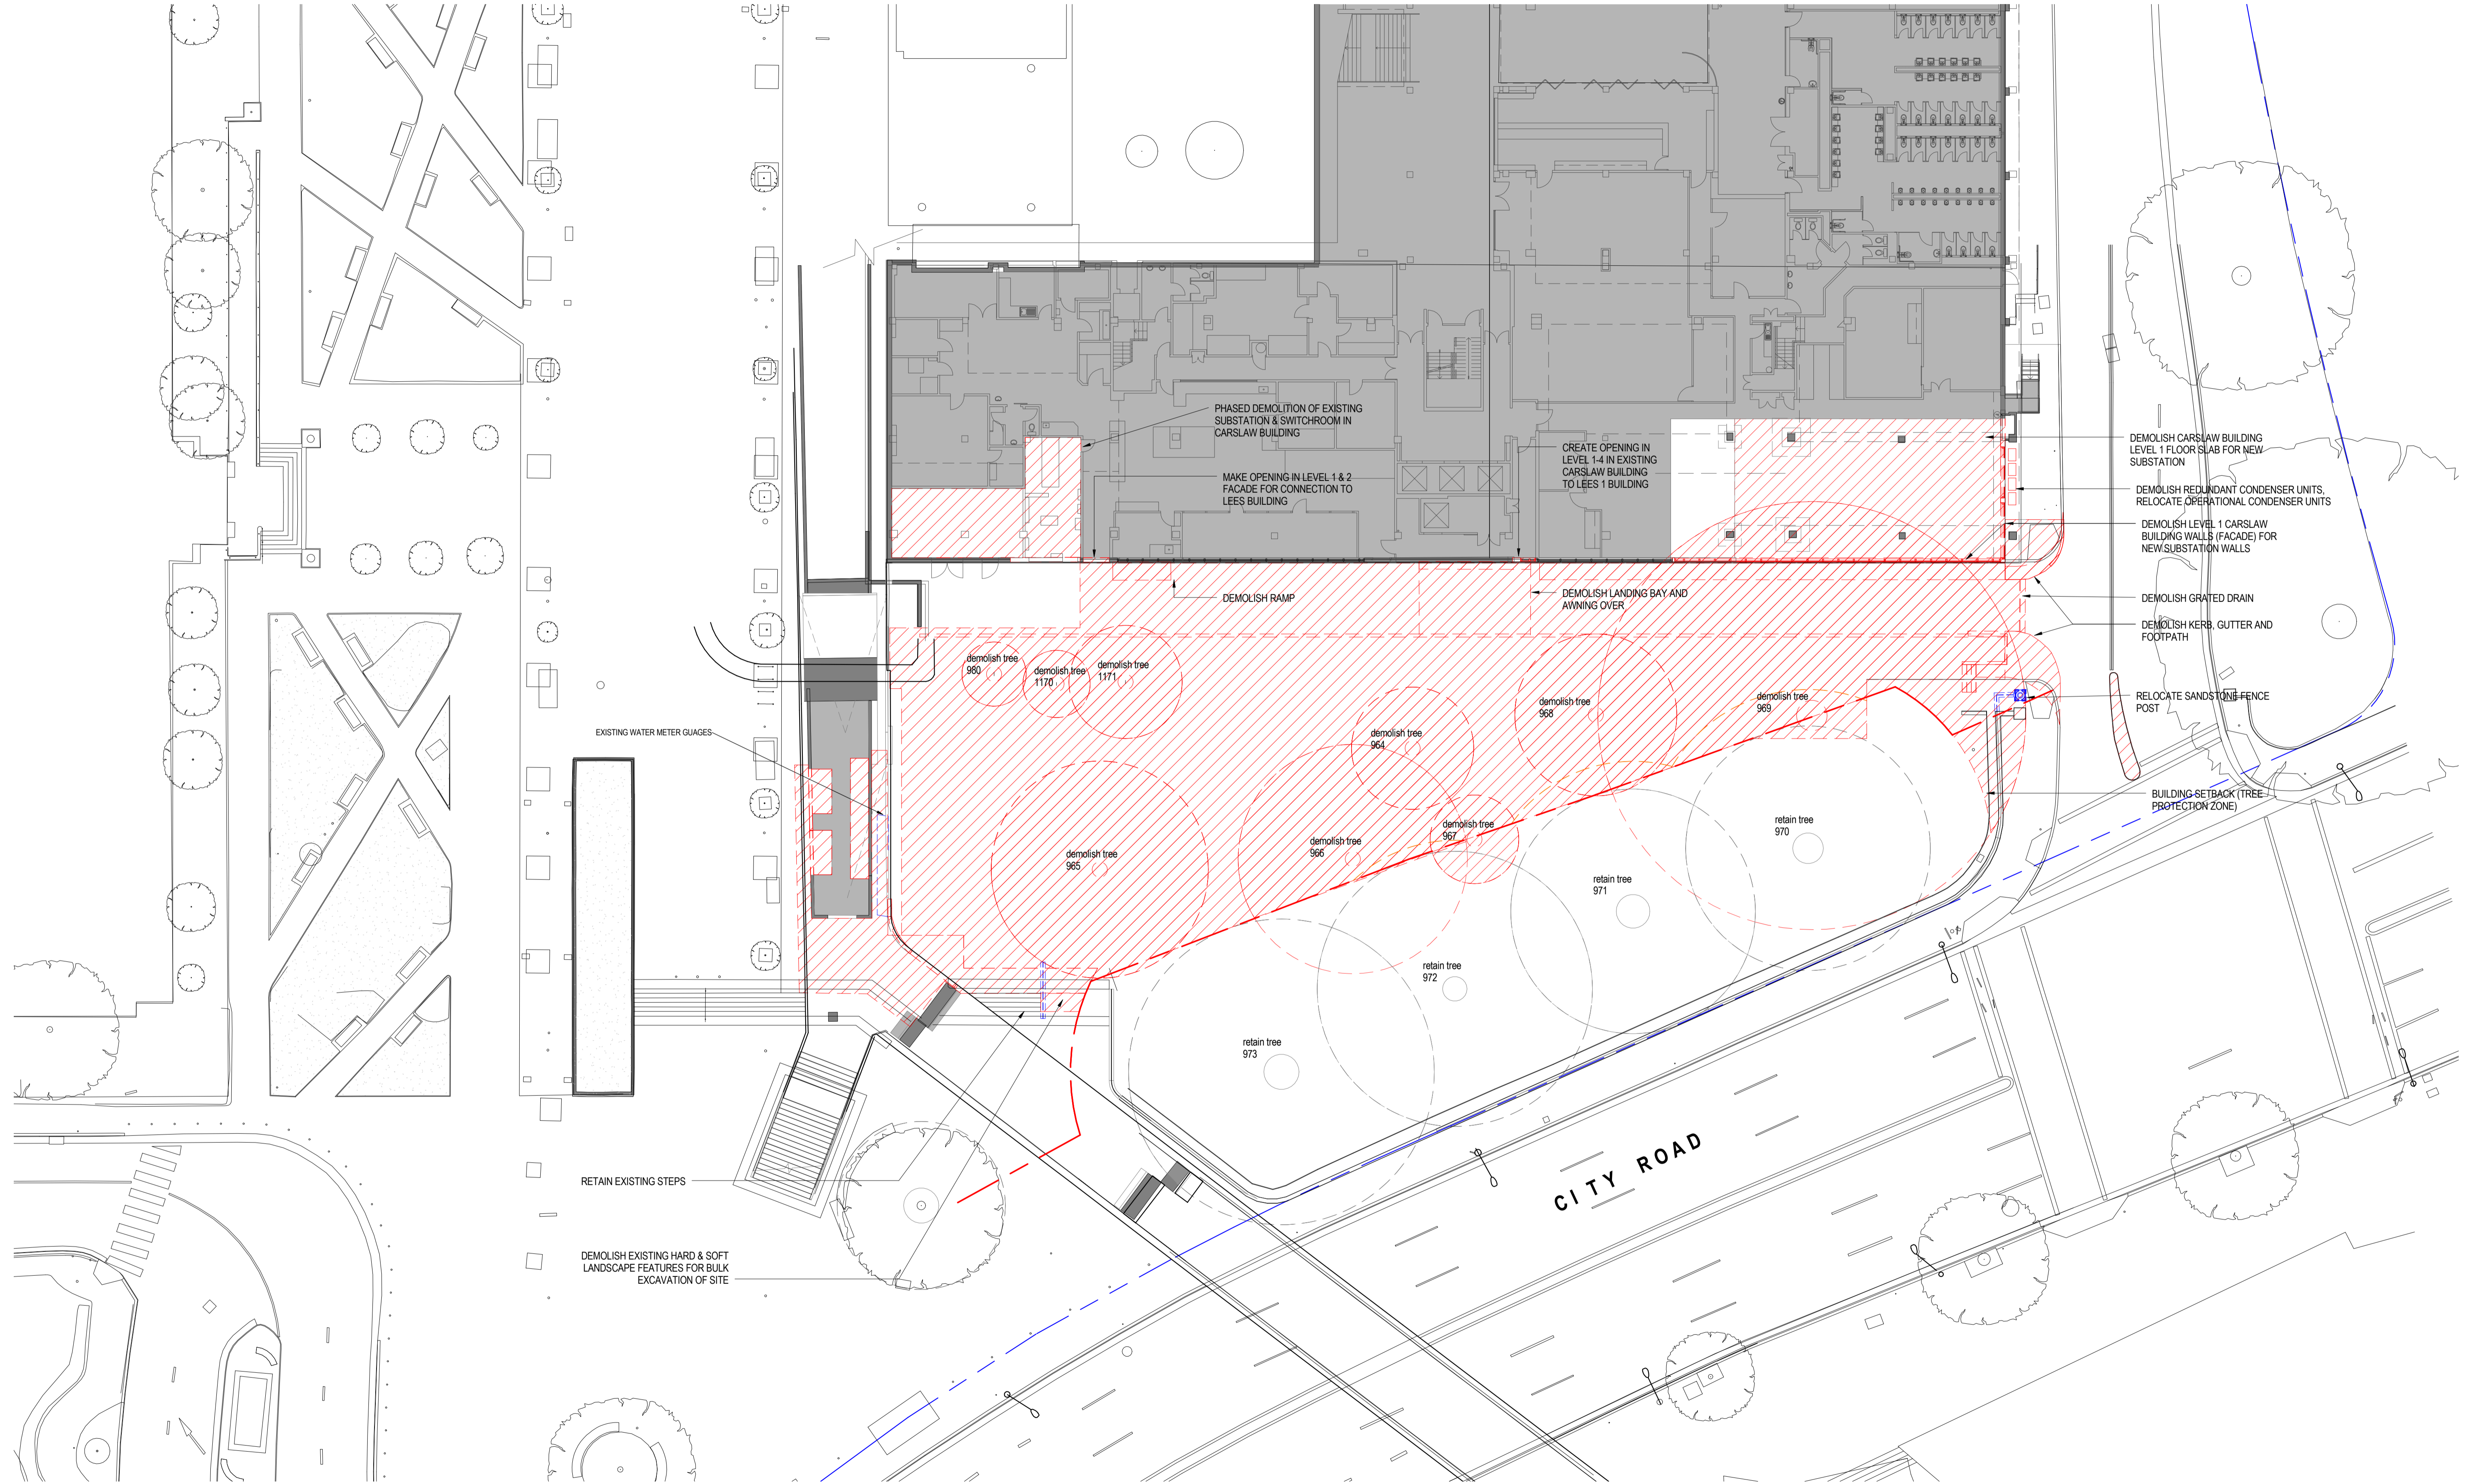 PHASED DEMOLITION OF EXISTING
SUBSTATION & SWITCHROOM IN
CARSLAW BUILDING
MAKE OPENING IN LEVEL 1 & 2
FACADE FOR CONNECTION TO
LEES BUILDING
CREATE OPENING IN
LEVEL 1-4 IN EXISTING
CARSLAW BUILDING
TO LEES 1 BUILDING
DEMOLISH CARSLAW BUILDING
LEVEL 1 FLOOR SLAB FOR NEW
SUBSTATION
DEMOLISH REDUNDANT CONDENSER UNITS,
RELOCATE OPERATIONAL CONDENSER UNITS
DEMOLISH LEVEL 1 CARSLAW
BUILDING WALLS (FACADE) FOR
NEW SUBSTATION WALLS
DEMOLISH RAMP
DEMOLISH LANDING BAY AND
AWNING OVER
DEMOLISH GRATED DRAIN
DEMOLISH KERB, GUTTER AND
FOOTPATH
demolish tree
980
demolish tree
1170
demolish tree
1171
demolish tree
968
demolish tree
969
RELOCATE SANDSTONE FENCE
POST
EXISTING WATER METER GUAGES
demolish tree
964
BUILDING SETBACK (TREE
PROTECTION ZONE)
demolish tree
965
demolish tree
966
demolish tree
967
retain tree
970
retain tree
971
retain tree
972
retain tree
973
RETAIN EXISTING STEPS
CITY ROAD
DEMOLISH EXISTING HARD & SOFT
LANDSCAPE FEATURES FOR BULK
EXCAVATION OF SITE